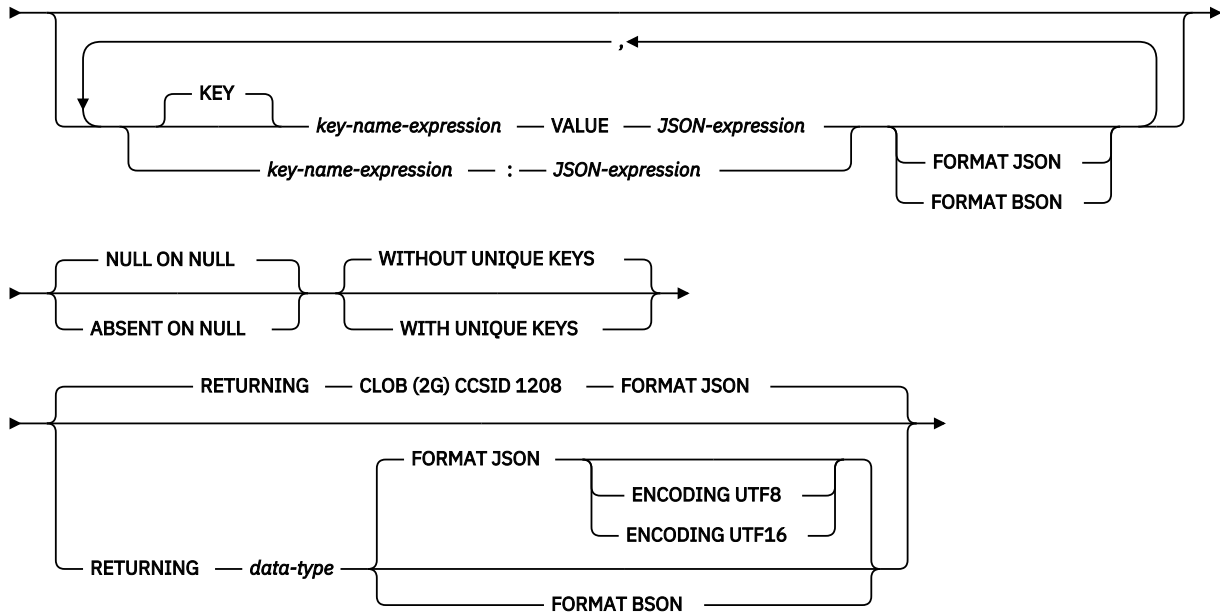 ,
KEY
key-name-expression VALUE JSON-expression
key-name-expression : JSON-expression
FORMAT JSON
FORMAT BSON
NULL ON NULL
ABSENT ON NULL
WITHOUT UNIQUE KEYS
WITH UNIQUE KEYS
RETURNING CLOB (2G) CCSID 1208 FORMAT JSON
FORMAT JSON
ENCODING UTF8
ENCODING UTF16
RETURNING data-type
FORMAT BSON